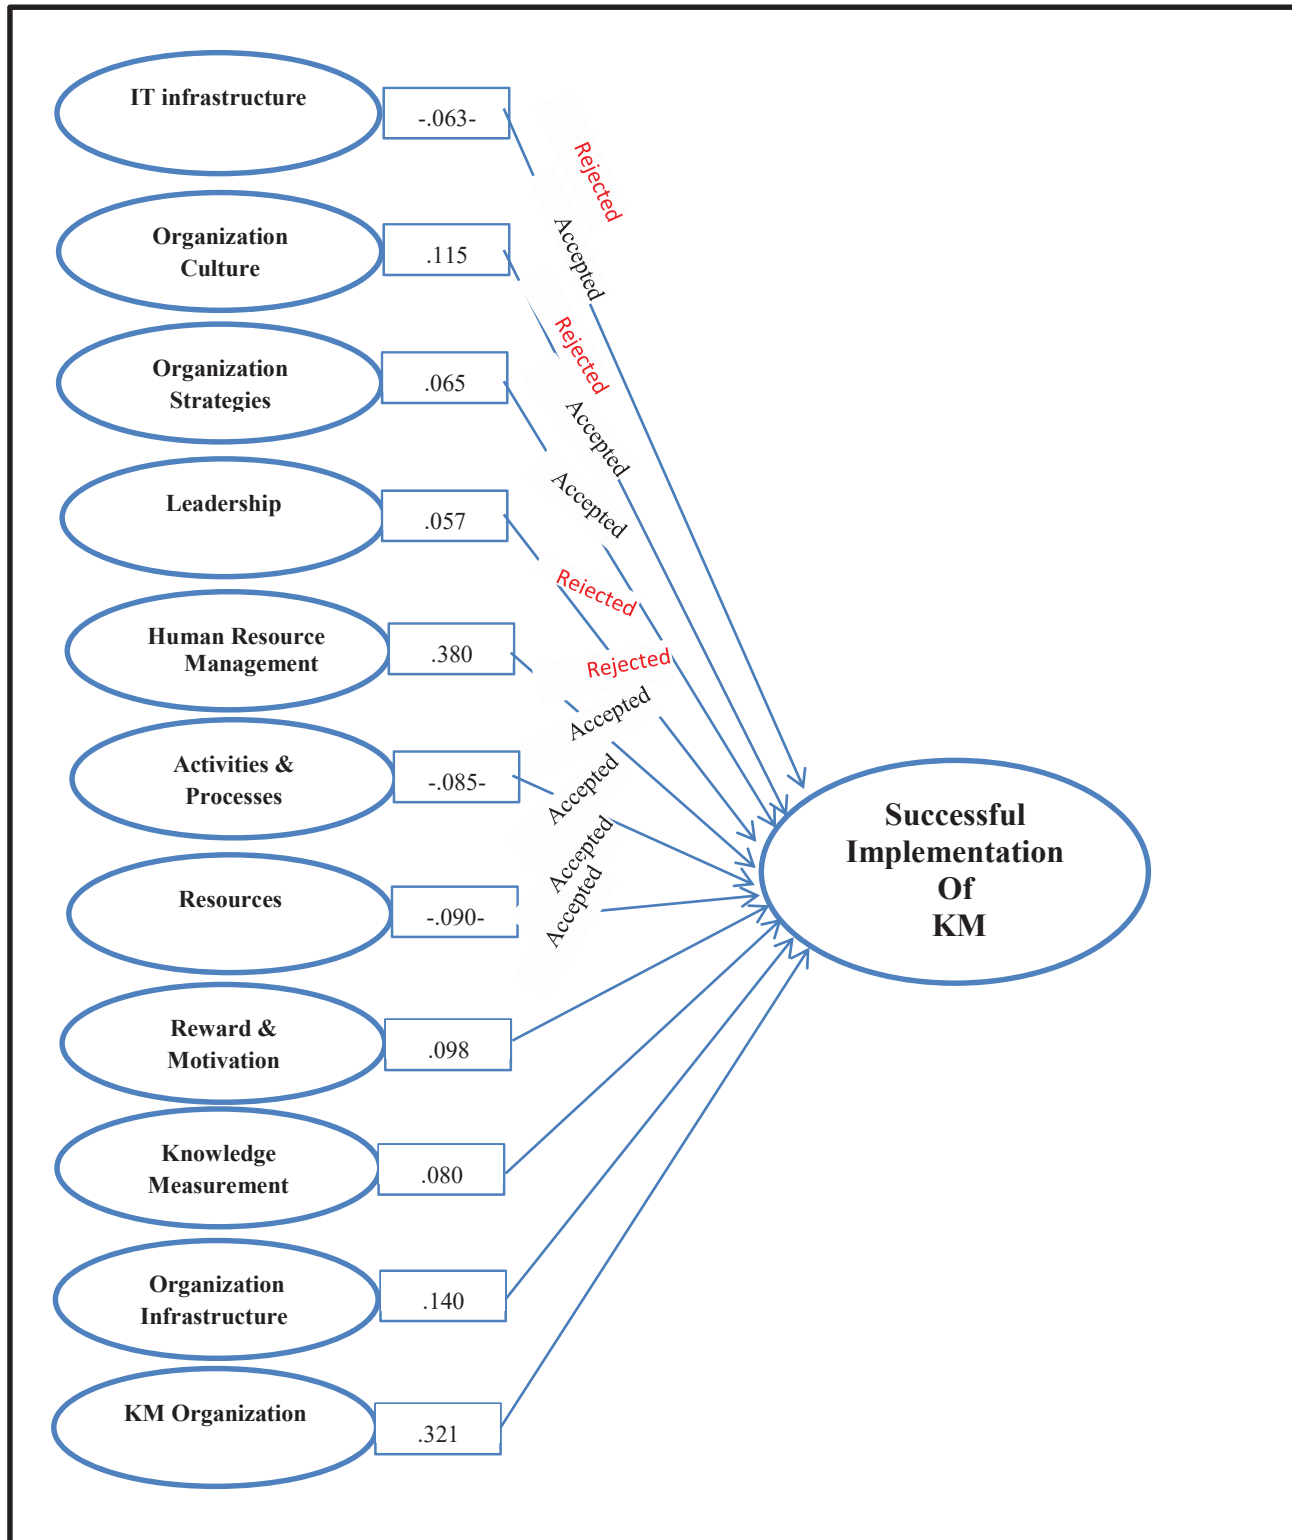 IT infrastructure
-.063-
Rejected
Accepted
Organization
Culture
.115
Rejected
Organization
Strategies
.065
Accepted
Accepted
Leadership
.057
Rejected
Human Resource
Management
.380
Rejected
Accepted
Activities &
Processes
-.085-
Accepted
Accepted
Resources
-.090-
Accepted
Successful
Implementation
Of
KM
Reward &
Motivation
.098
Knowledge
Measurement
.080
Organization
Infrastructure
.140
KM Organization
.321